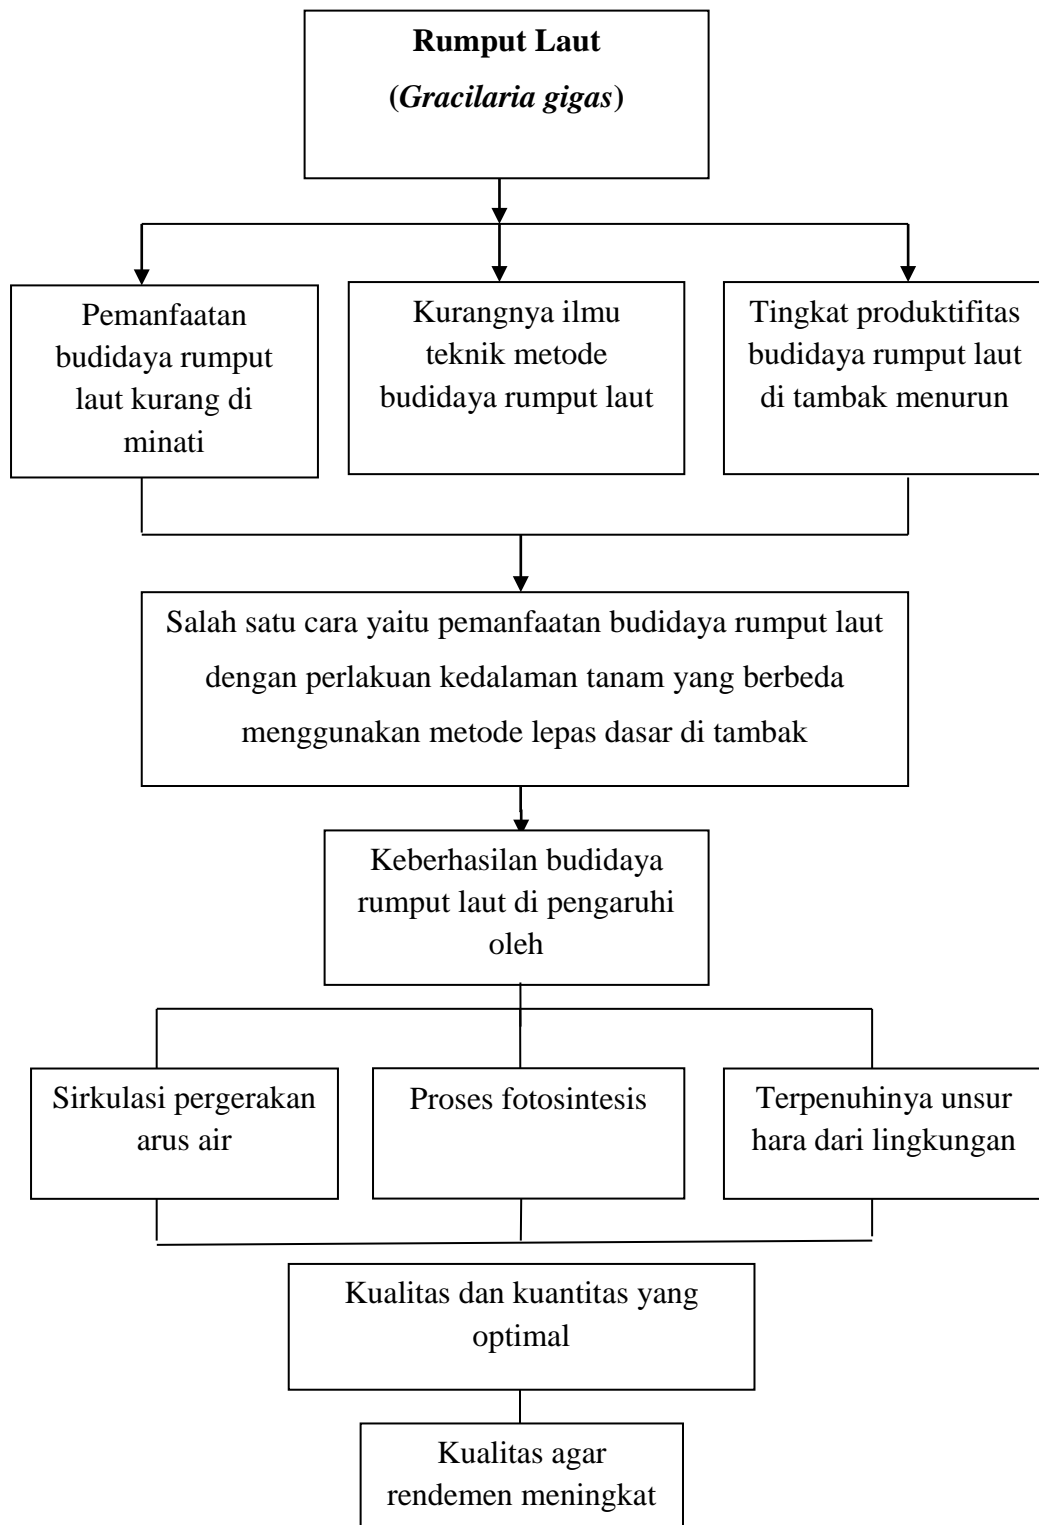 Rumput Laut
(Gracilaria gigas)
Pemanfaatan
budidaya rumput
laut kurang di
minati
Kurangnya ilmu
teknik metode
budidaya rumput laut
Tingkat produktifitas
budidaya rumput laut
di tambak menurun
Salah satu cara yaitu pemanfaatan budidaya rumput laut
dengan perlakuan kedalaman tanam yang berbeda
menggunakan metode lepas dasar di tambak
Keberhasilan budidaya
rumput laut di pengaruhi
oleh
Sirkulasi pergerakan
arus air
Proses fotosintesis
Terpenuhinya unsur
hara dari lingkungan
Kualitas dan kuantitas yang
optimal
Kualitas agar
rendemen meningkat